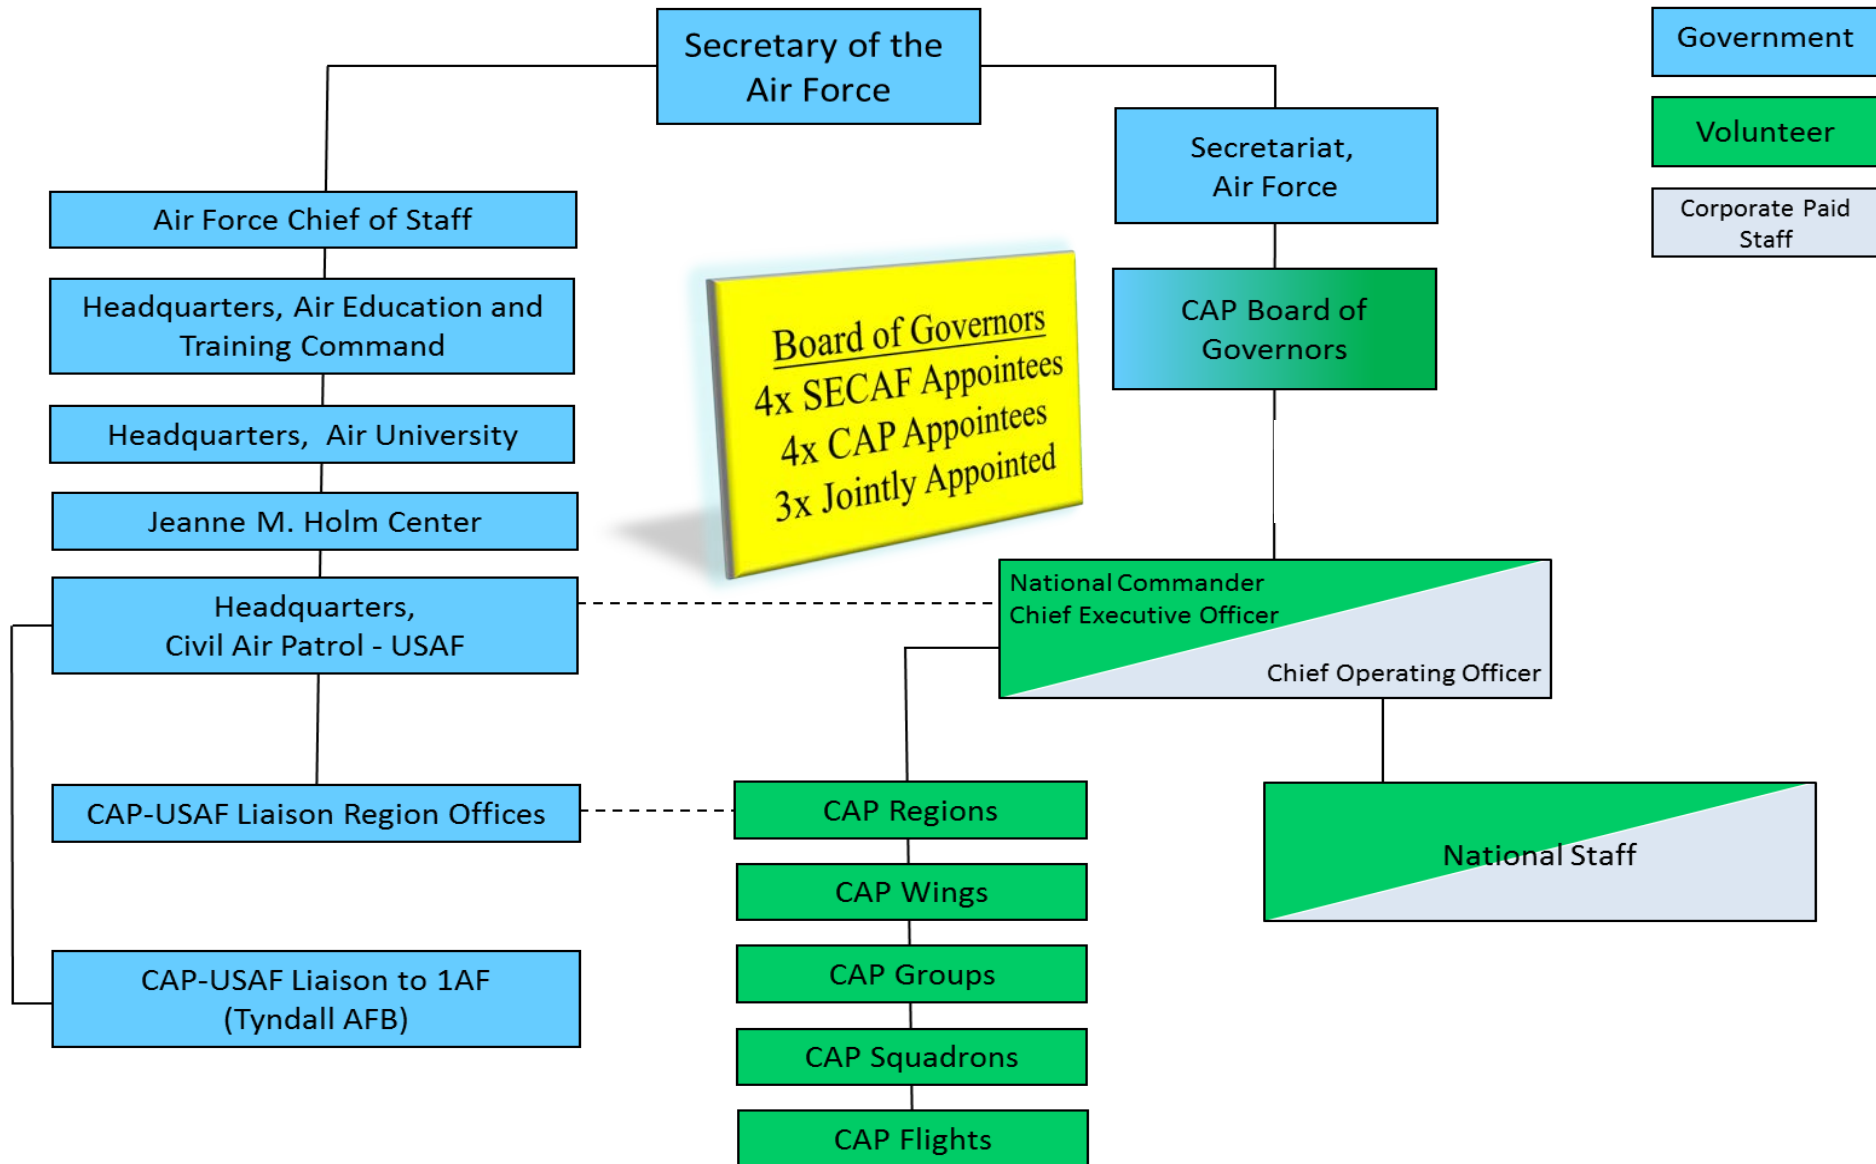 Secretary of the
Air Force
Government
Volunteer
Corporate Paid
Staff
Secretariat,
Air Force
Air Force Chief of Staff
Headquarters, Air Education and
Training Command
Headquarters, Air University
Jeanne M. Holm Center
Headquarters,
Civil Air Patrol - USAF
CAP-USAF Liaison Region Offices
CAP-USAF Liaison to 1AF
(Tyndall AFB)
Board of Governors
4x SECAF Appointees
4x CAP Appointees
3x Jointly Appointed
CAP Board of
Governors
National Commander
Chief Executive Officer
Chief Operating Officer
CAP Regions
CAP Wings
CAP Groups
CAP Squadrons
CAP Flights
National Staff